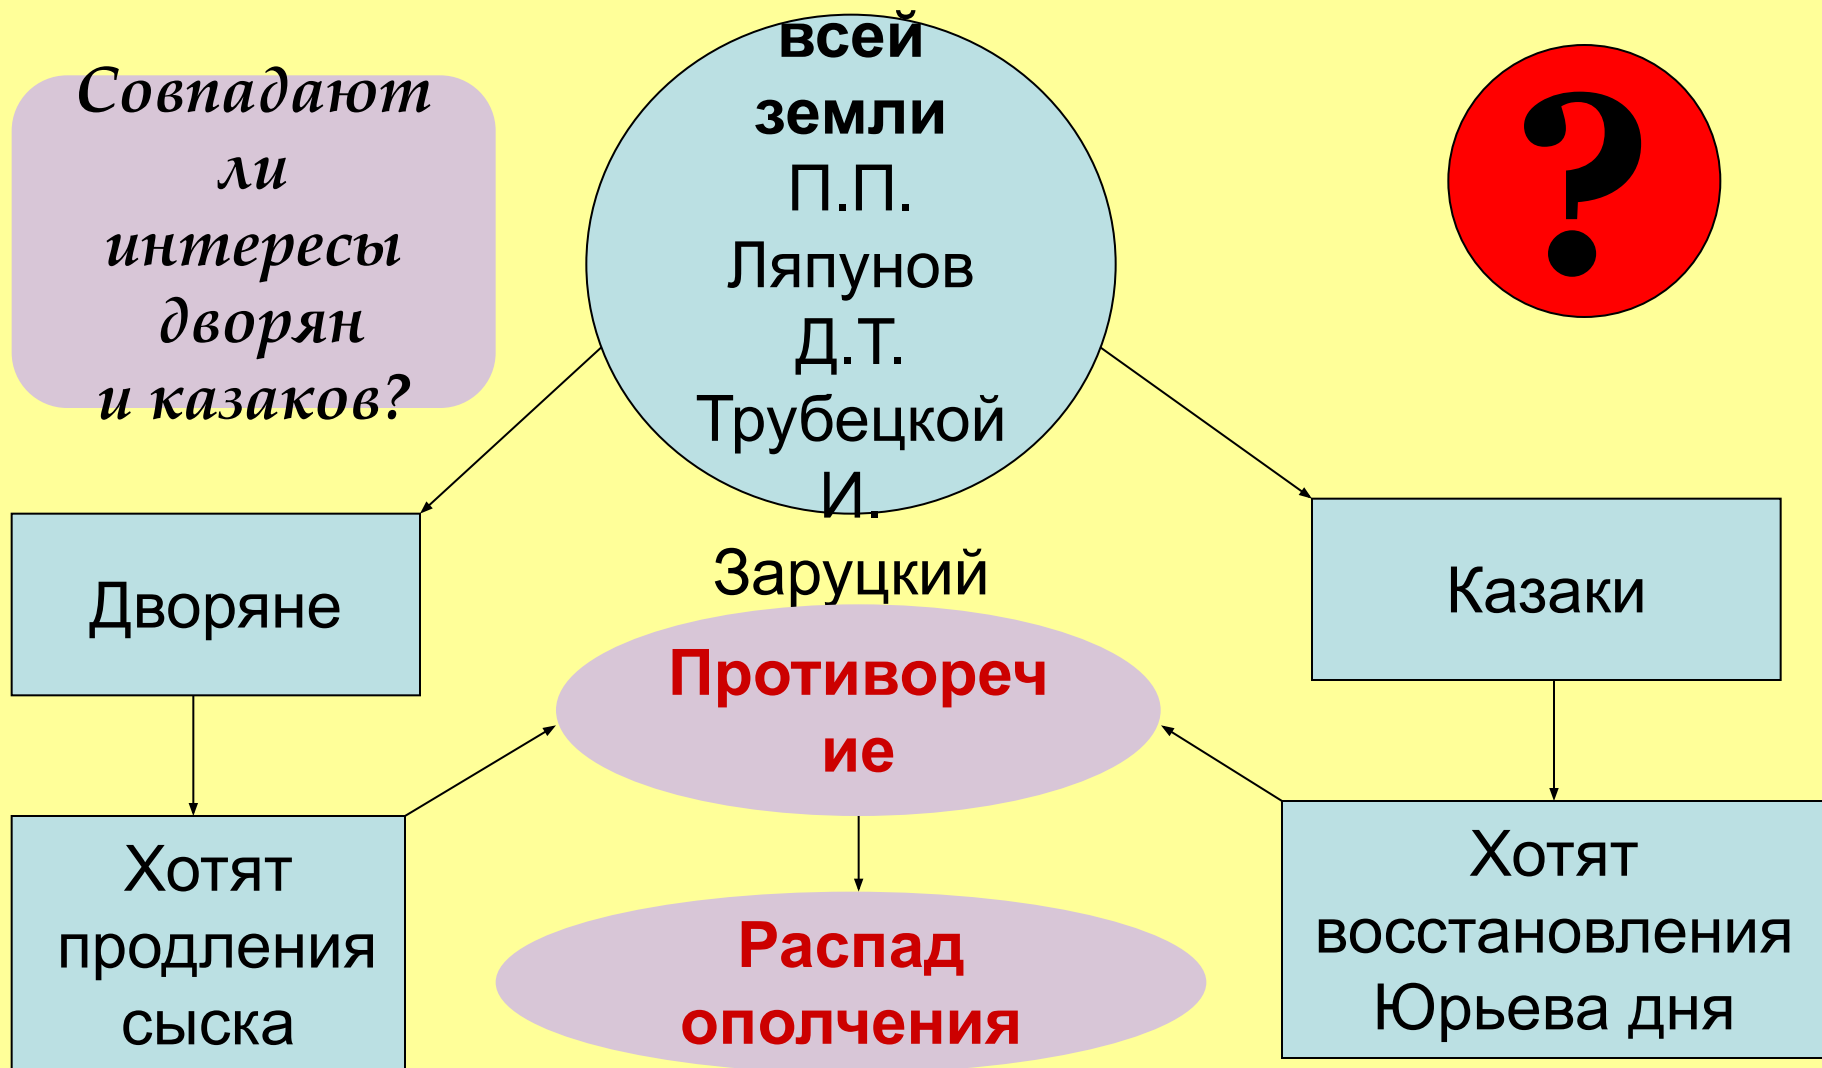 Совпадают
ли
интересы
дворян
и казаков?
всей
земли
П.П.
Ляпунов
Д.Т.
Трубецкой
И.
Заруцкий
?
Дворяне
Казаки
Противореч
ие
Хотят
продления
сыска
Распад
ополчения
Хотят
восстановления
Юрьева дня